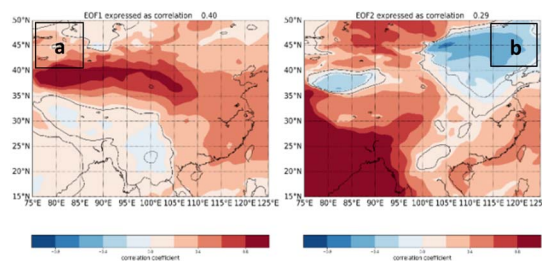 EOF1 expressed as correlation 0.40
50°N
45°N
40°N
35°N
30°N
25°N
20°N
15°N
75°E 80°E 85°E 90°E 95°E 100°E 105°E 110°E 115°E 120°E 125°E
a
correlation coefficient
EOF2 expressed as correlation 0.29
50°N
45°N
40°N
35°N
30°N
25°N
20°N
15°N
75°E 80°E 85°E 90°E 95°E 100°E 105°E 110°E 115°E 120°E 125°E
b
correlation coefficient